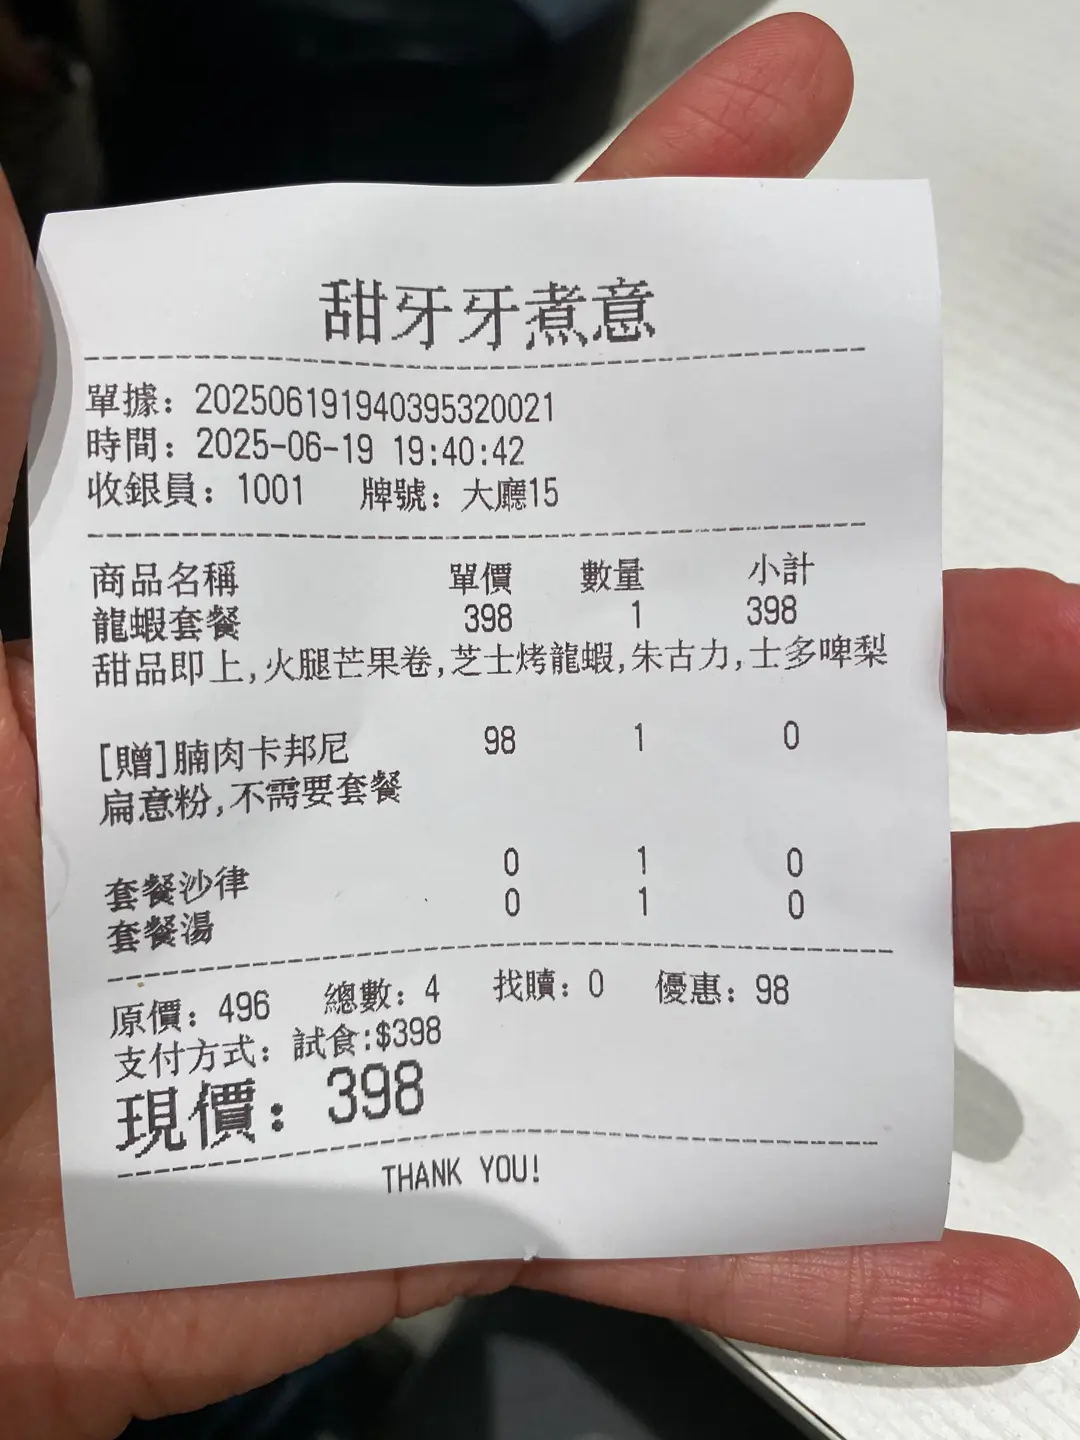 甜牙牙煮意
單據：202506191940395320021
時間：2025-06-19 19:40:42
收銀員：1001 牌號：大廳15
商品名稱 單價 數量 小計
龍蝦套餐 398 1 398
甜品即上,火腿芒果卷,芝士烤龍蝦,朱古力,士多啤梨
[贈]腩肉卡邦尼 98 1 0
扁意粉,不需要套餐
套餐沙律 0 1 0
套餐湯 0 1 0
原價：496 總數：4 找贖：0 優惠：98
支付方式：試食:$398
現價：398
THANK YOU!